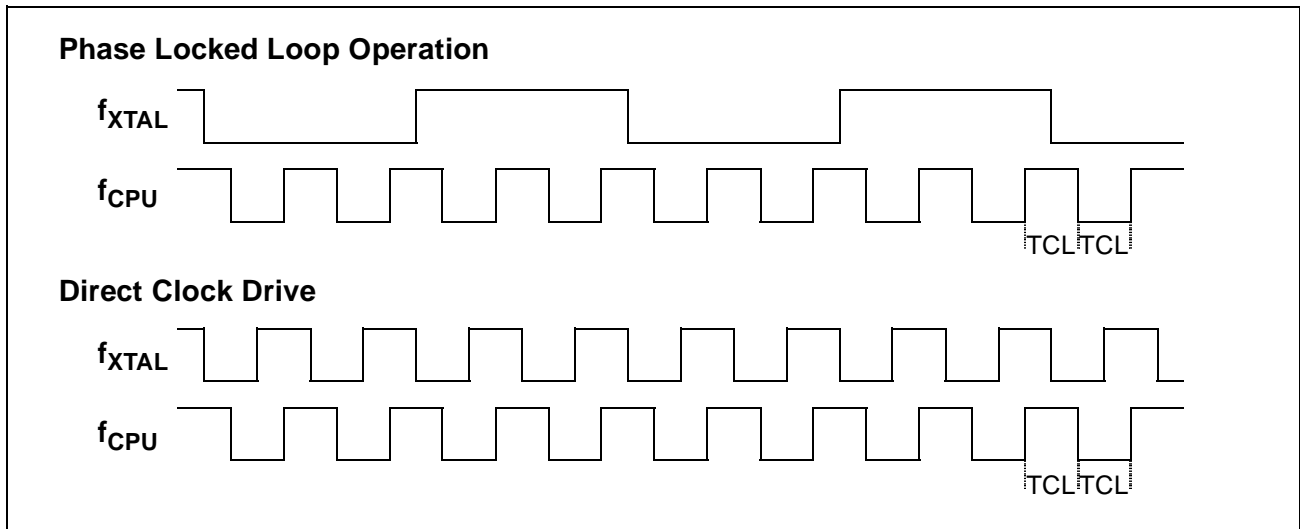 Phase Locked Loop Operation
fXTAL
fCPU
TCL TCL
Direct Clock Drive
fXTAL
fCPU
TCL TCL